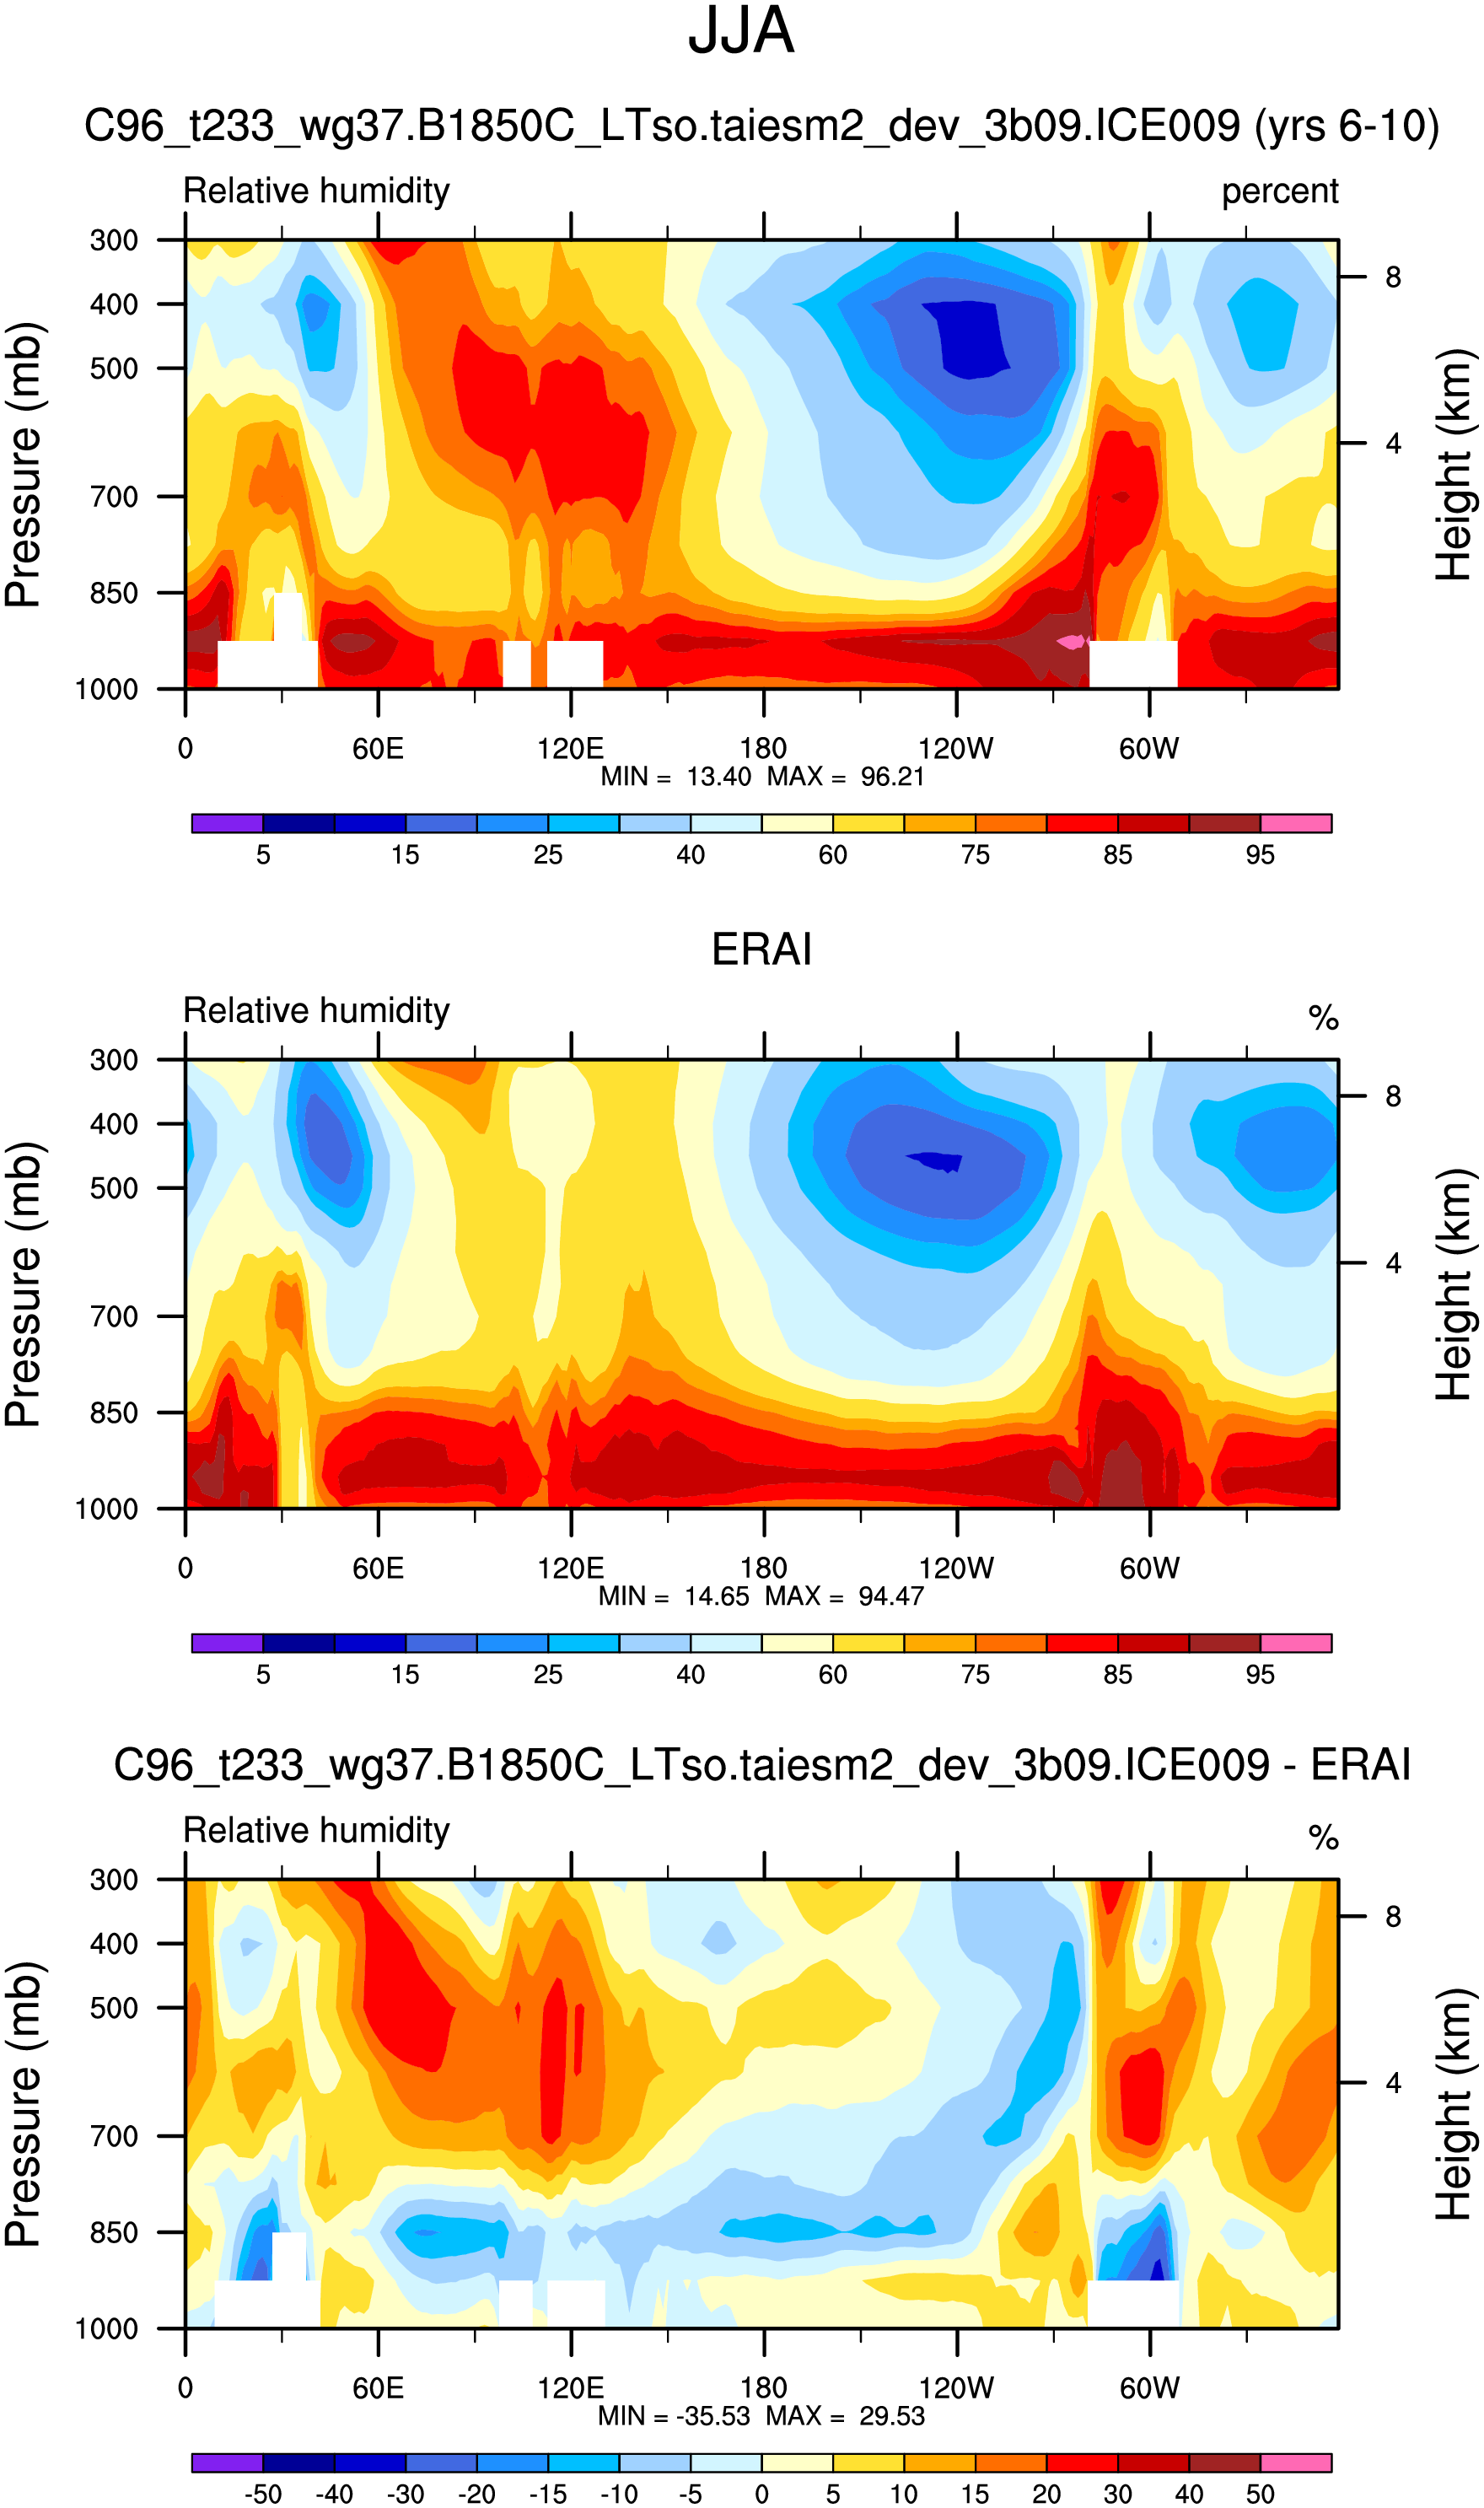 JJA
C96_t233_wg37.B1850C_LTso.taiesm2_dev_3b09.ICE009 (yrs 6-10)
Relative humidity percent
Pressure (mb)
300
400
500
700
850
1000
8
4
Height (km)
0 60E 120E 180 120W 60W
MIN = 13.40 MAX = 96.21
5 15 25 40 60 75 85 95
ERAI
Relative humidity %
Pressure (mb)
300
400
500
700
850
1000
8
4
Height (km)
0 60E 120E 180 120W 60W
MIN = 14.65 MAX = 94.47
5 15 25 40 60 75 85 95
C96_t233_wg37.B1850C_LTso.taiesm2_dev_3b09.ICE009 - ERAI
Relative humidity %
Pressure (mb)
300
400
500
700
850
1000
8
4
Height (km)
0 60E 120E 180 120W 60W
MIN = -35.53 MAX = 29.53
-50 -40 -30 -20 -15 -10 -5 0 5 10 15 20 30 40 50